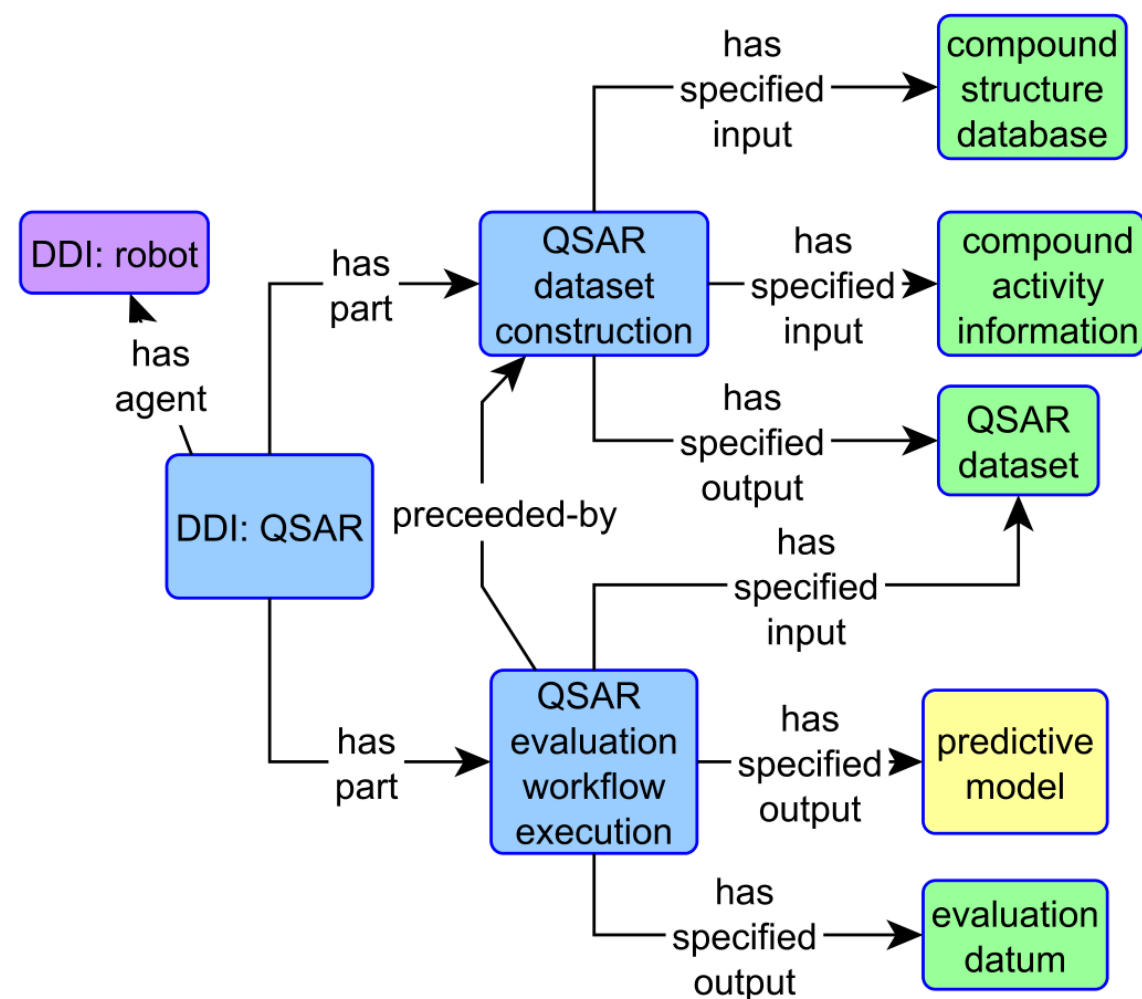 has
specified
input
compound
structure
database
DDI: robot
has
part
QSAR
dataset
construction
has
specified
input
compound
activity
information
has
agent
has
specified
output
QSAR
dataset
DDI: QSAR
preceeded-by
has
specified
input
has
part
QSAR
evaluation
workflow
execution
has
specified
output
predictive
model
has
specified
output
evaluation
datum